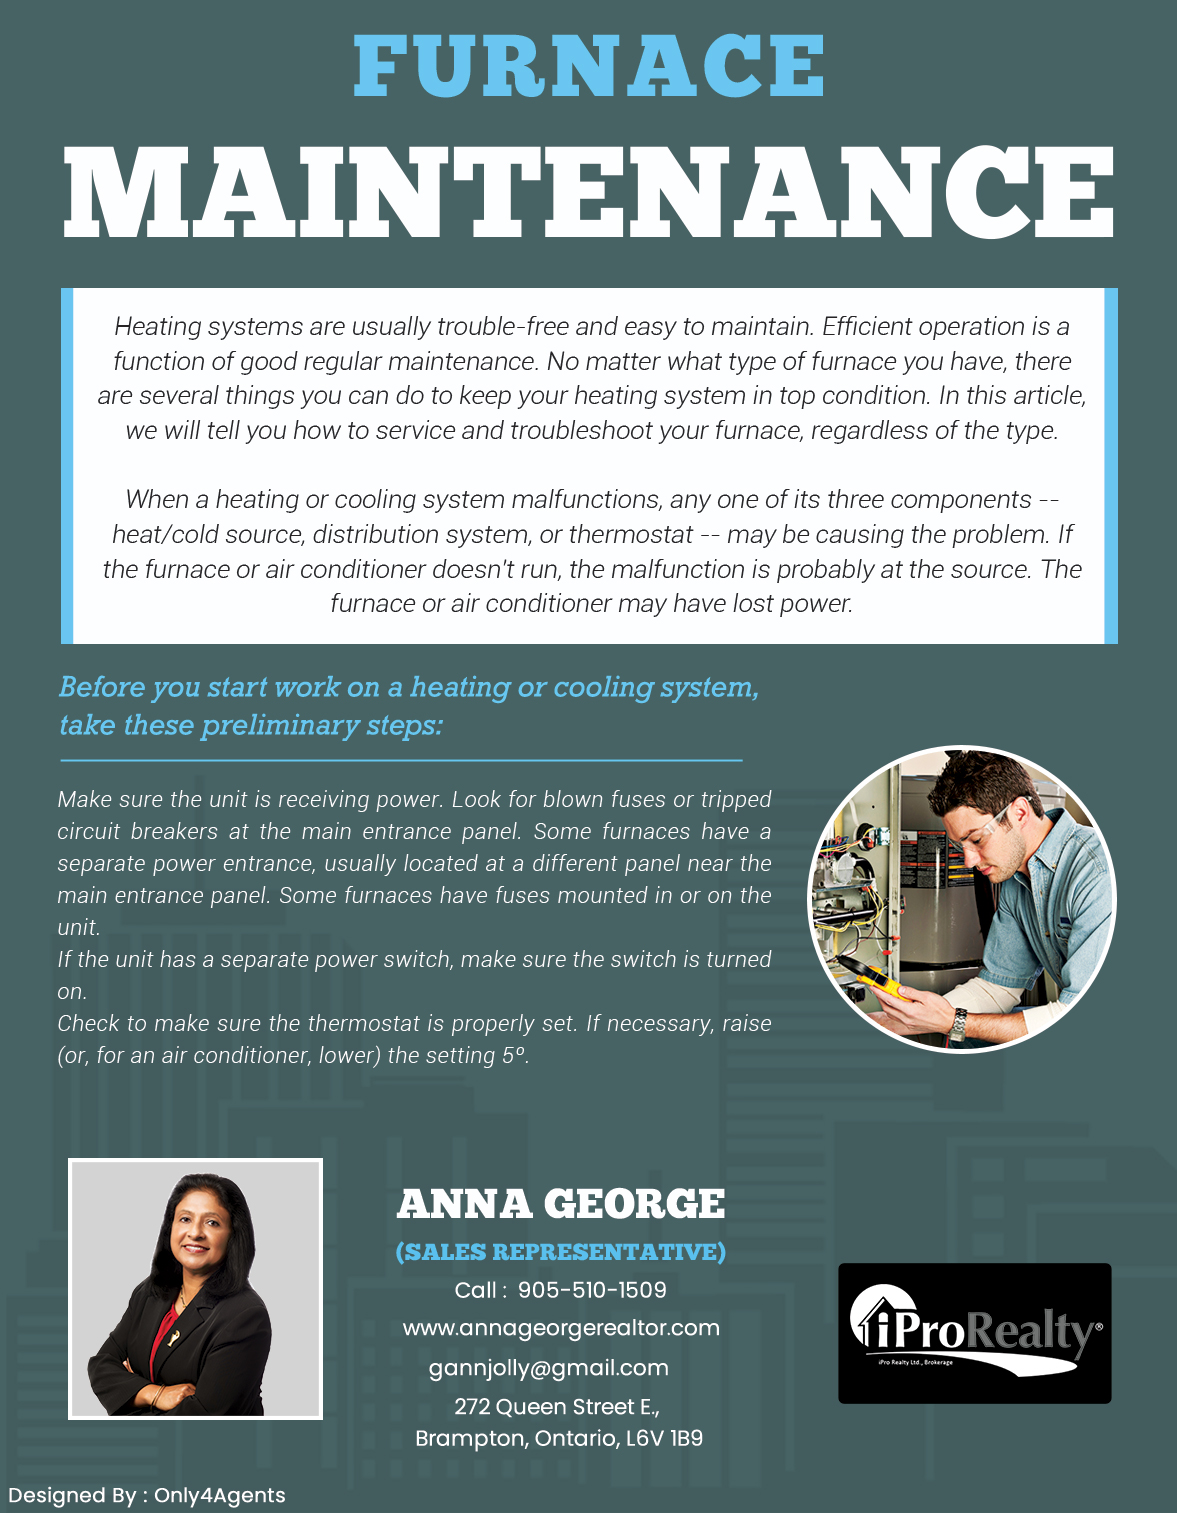 FURNACE
MAINTENANCE
Heating systems are usually trouble-free and easy to maintain. Efficient operation is a
function of good regular maintenance. No matter what type of furnace you have, there
are several things you can do to keep your heating system in top condition. In this article,
we will tell you how to service and troubleshoot your furnace, regardless of the type.
When a heating or cooling system malfunctions, any one of its three components --
heat/cold source, distribution system, or thermostat -- may be causing the problem. If
the furnace or air conditioner doesn't run, the malfunction is probably at the source. The
furnace or air conditioner may have lost power.
Before you start work on a heating or cooling system,
take these preliminary steps:
Make sure the unit is receiving power. Look for blown fuses or tripped
circuit breakers at the main entrance panel. Some furnaces have a
separate power entrance, usually located at a different panel near the
main entrance panel. Some furnaces have fuses mounted in or on the
unit.
If the unit has a separate power switch, make sure the switch is turned
on.
Check to make sure the thermostat is properly set. If necessary, raise
(or, for an air conditioner, lower) the setting 5º.
ANNA GEORGE
(SALES REPRESENTATIVE)
Call : 905-510-1509
www.annageorgerealtor.com
gannjolly@gmail.com
272 Queen Street E.,
Brampton, Ontario, L6V 1B9
iProRealty®
iPro Realty Ltd., Brokerage
Designed By : Only4Agents